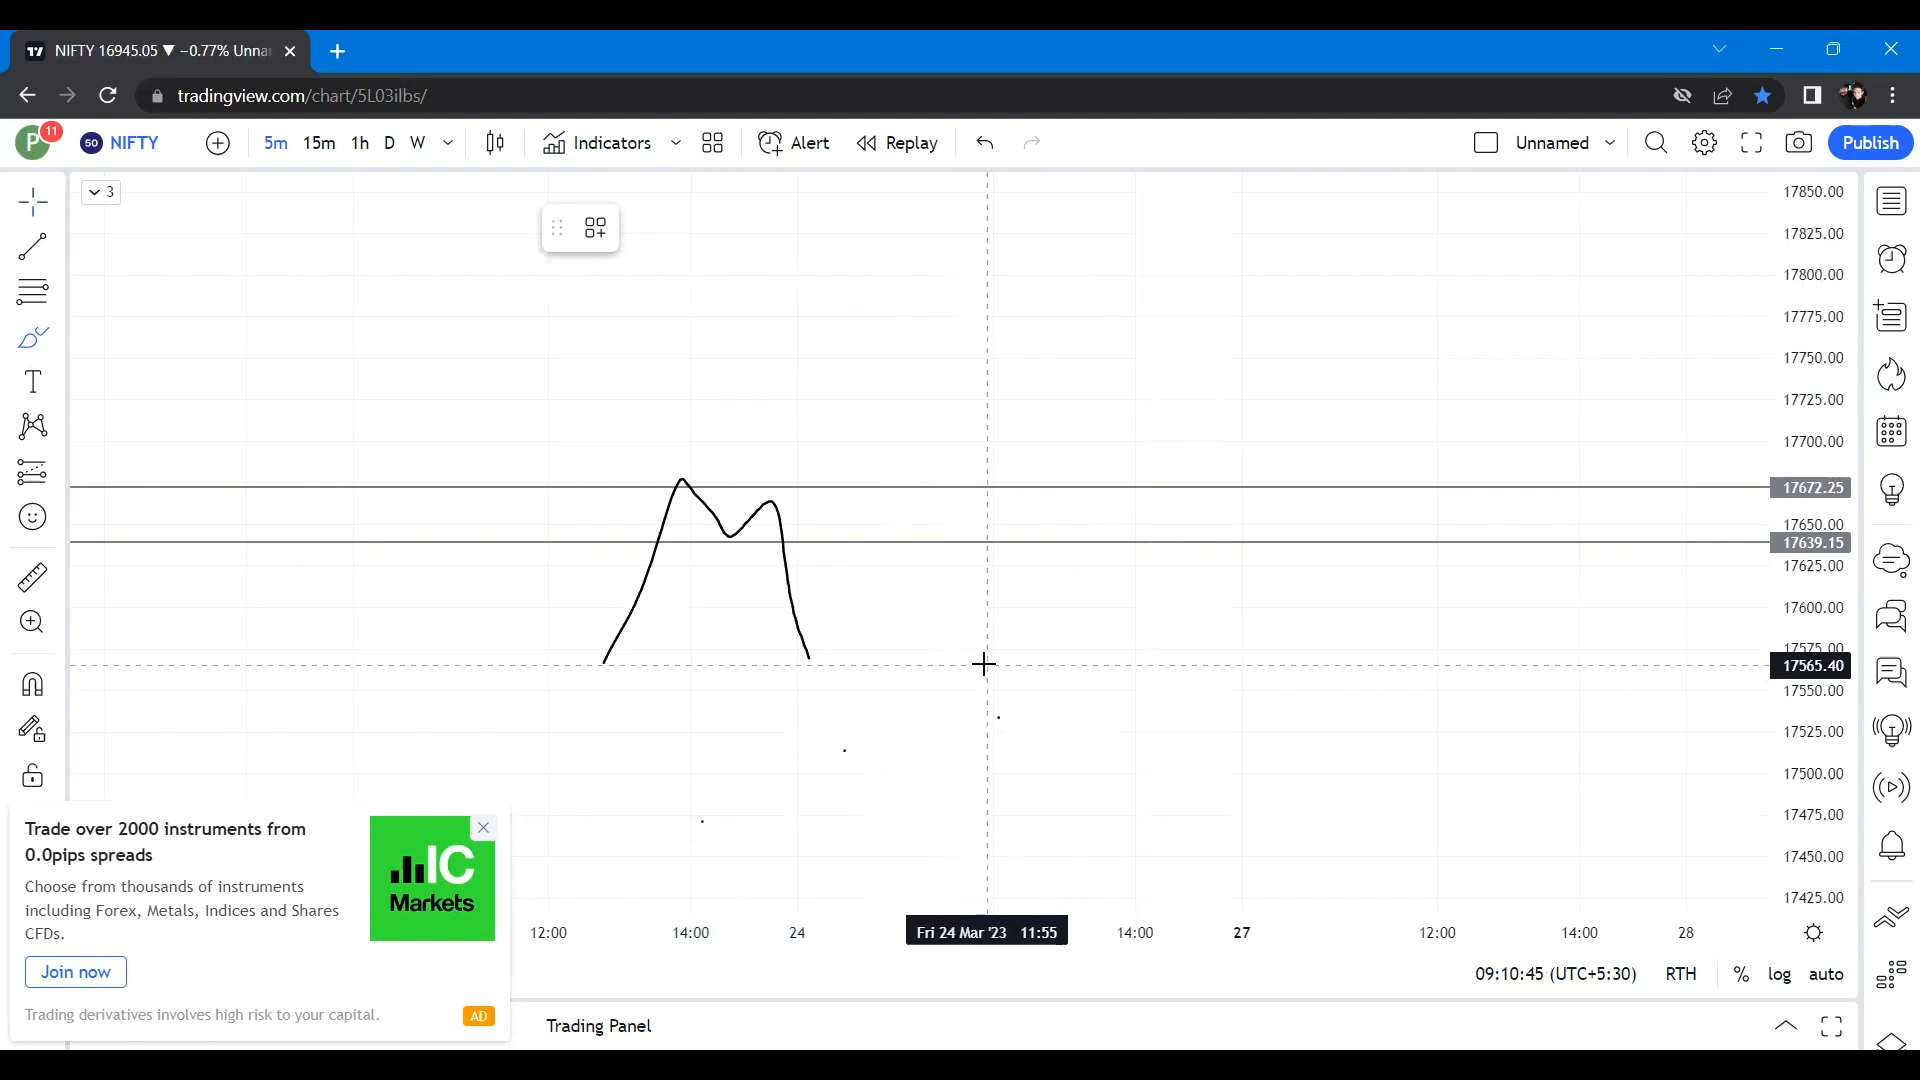 NIFTY 16945.05 ▼ −0.77% Unna
tradingview.com/chart/5L03ilbs/
P 11 50 NIFTY 5m 15m 1h D W Indicators Alert Replay Unnamed Publish
3
17850.00
17825.00
17800.00
17775.00
17750.00
17725.00
17700.00
17672.25
17650.00
17639.15
17625.00
17600.00
17575.00
17565.40
17550.00
17525.00
17500.00
17475.00
17450.00
17425.00
Trade over 2000 instruments from
0.0pips spreads
Choose from thousands of instruments
including Forex, Metals, Indices and Shares
CFDs.
IC
Markets
Join now
Trading derivatives involves high risk to your capital.
AD
12:00 14:00 24 Fri 24 Mar '23 11:55 14:00 27 12:00 14:00 28
09:10:45 (UTC+5:30) RTH % log auto
Trading Panel